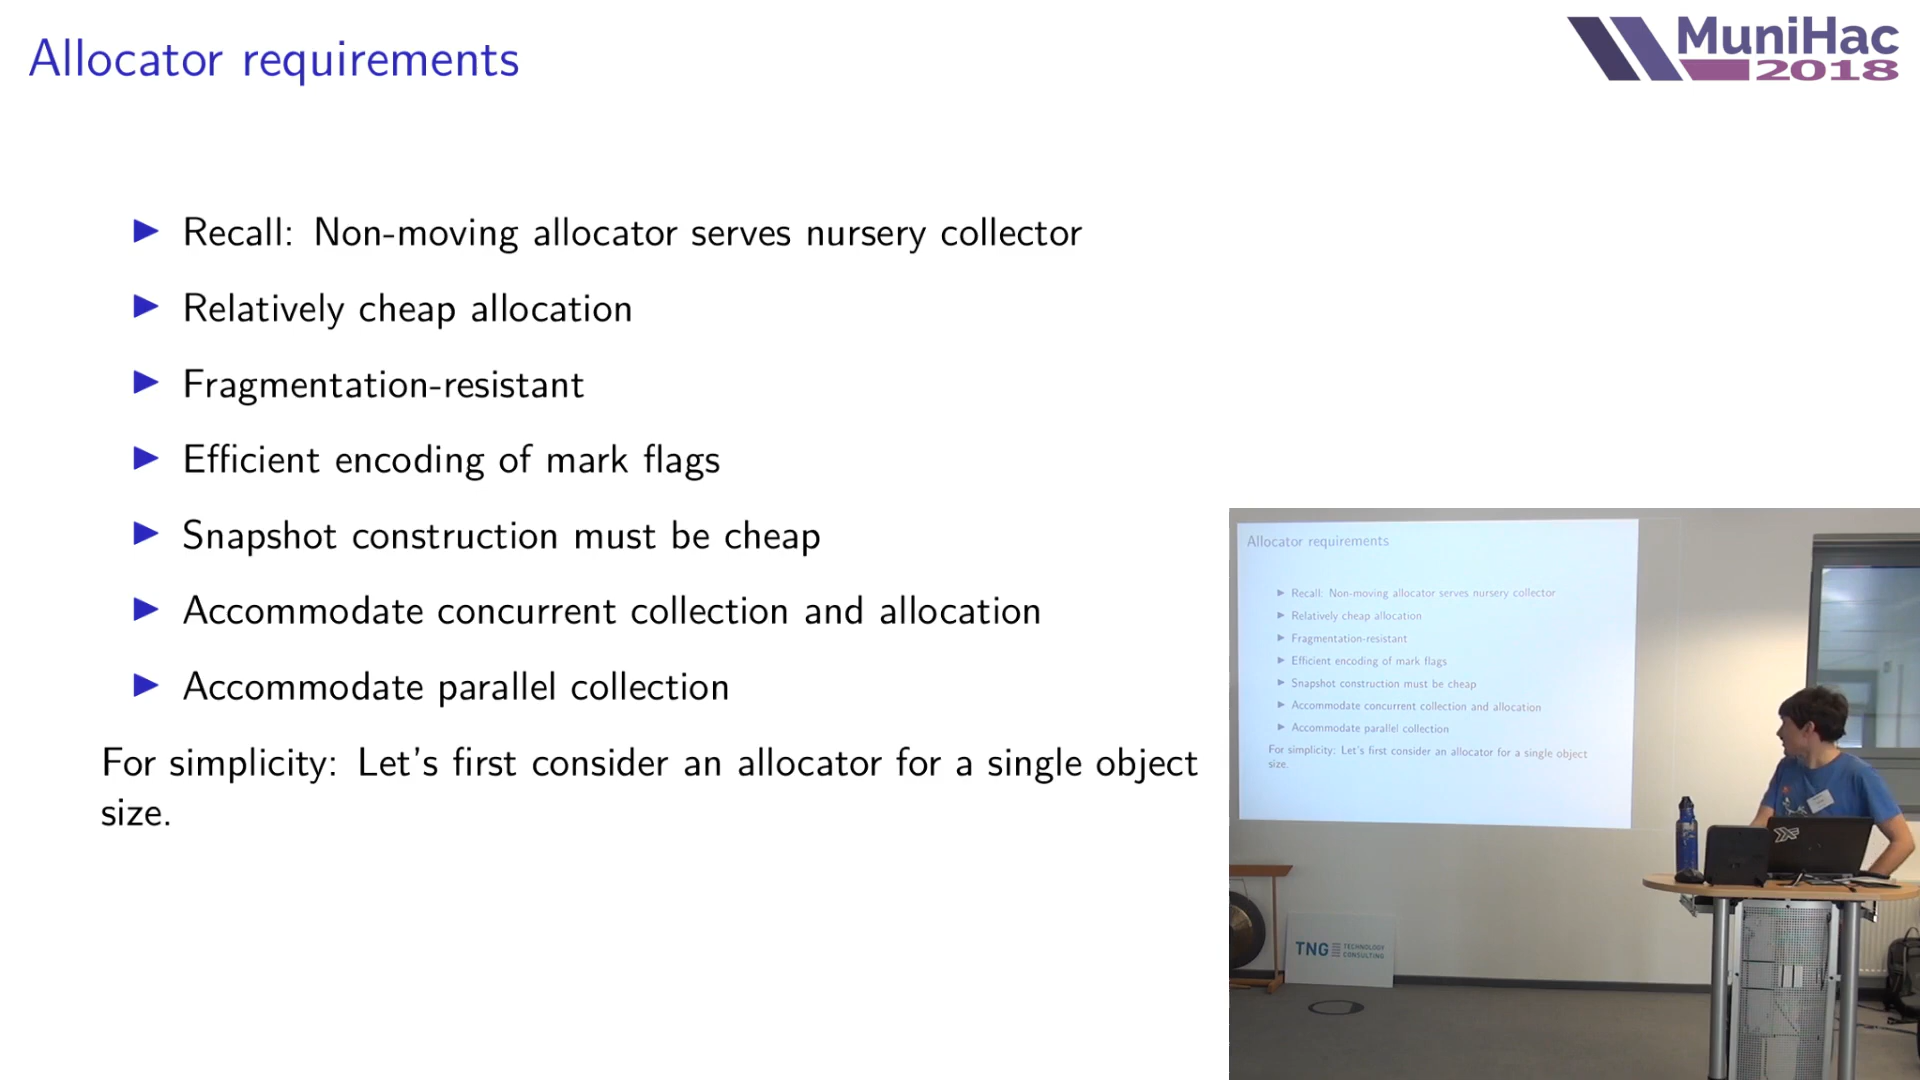 Allocator requirements
MuniHac
2018
Recall: Non-moving allocator serves nursery collector
Relatively cheap allocation
Fragmentation-resistant
Efficient encoding of mark flags
Snapshot construction must be cheap
Accommodate concurrent collection and allocation
Accommodate parallel collection
For simplicity: Let's first consider an allocator for a single object
size.
Allocator requirements
Recall: Non-moving allocator serves nursery collector
Relatively cheap allocation
Fragmentation-resistant
Efficient encoding of mark flags
Snapshot construction must be cheap
Accommodate concurrent collection and allocation
Accommodate parallel collection
For simplicity: Let's first consider an allocator for a single object
size.
TNG TECHNOLOGY
CONSULTING